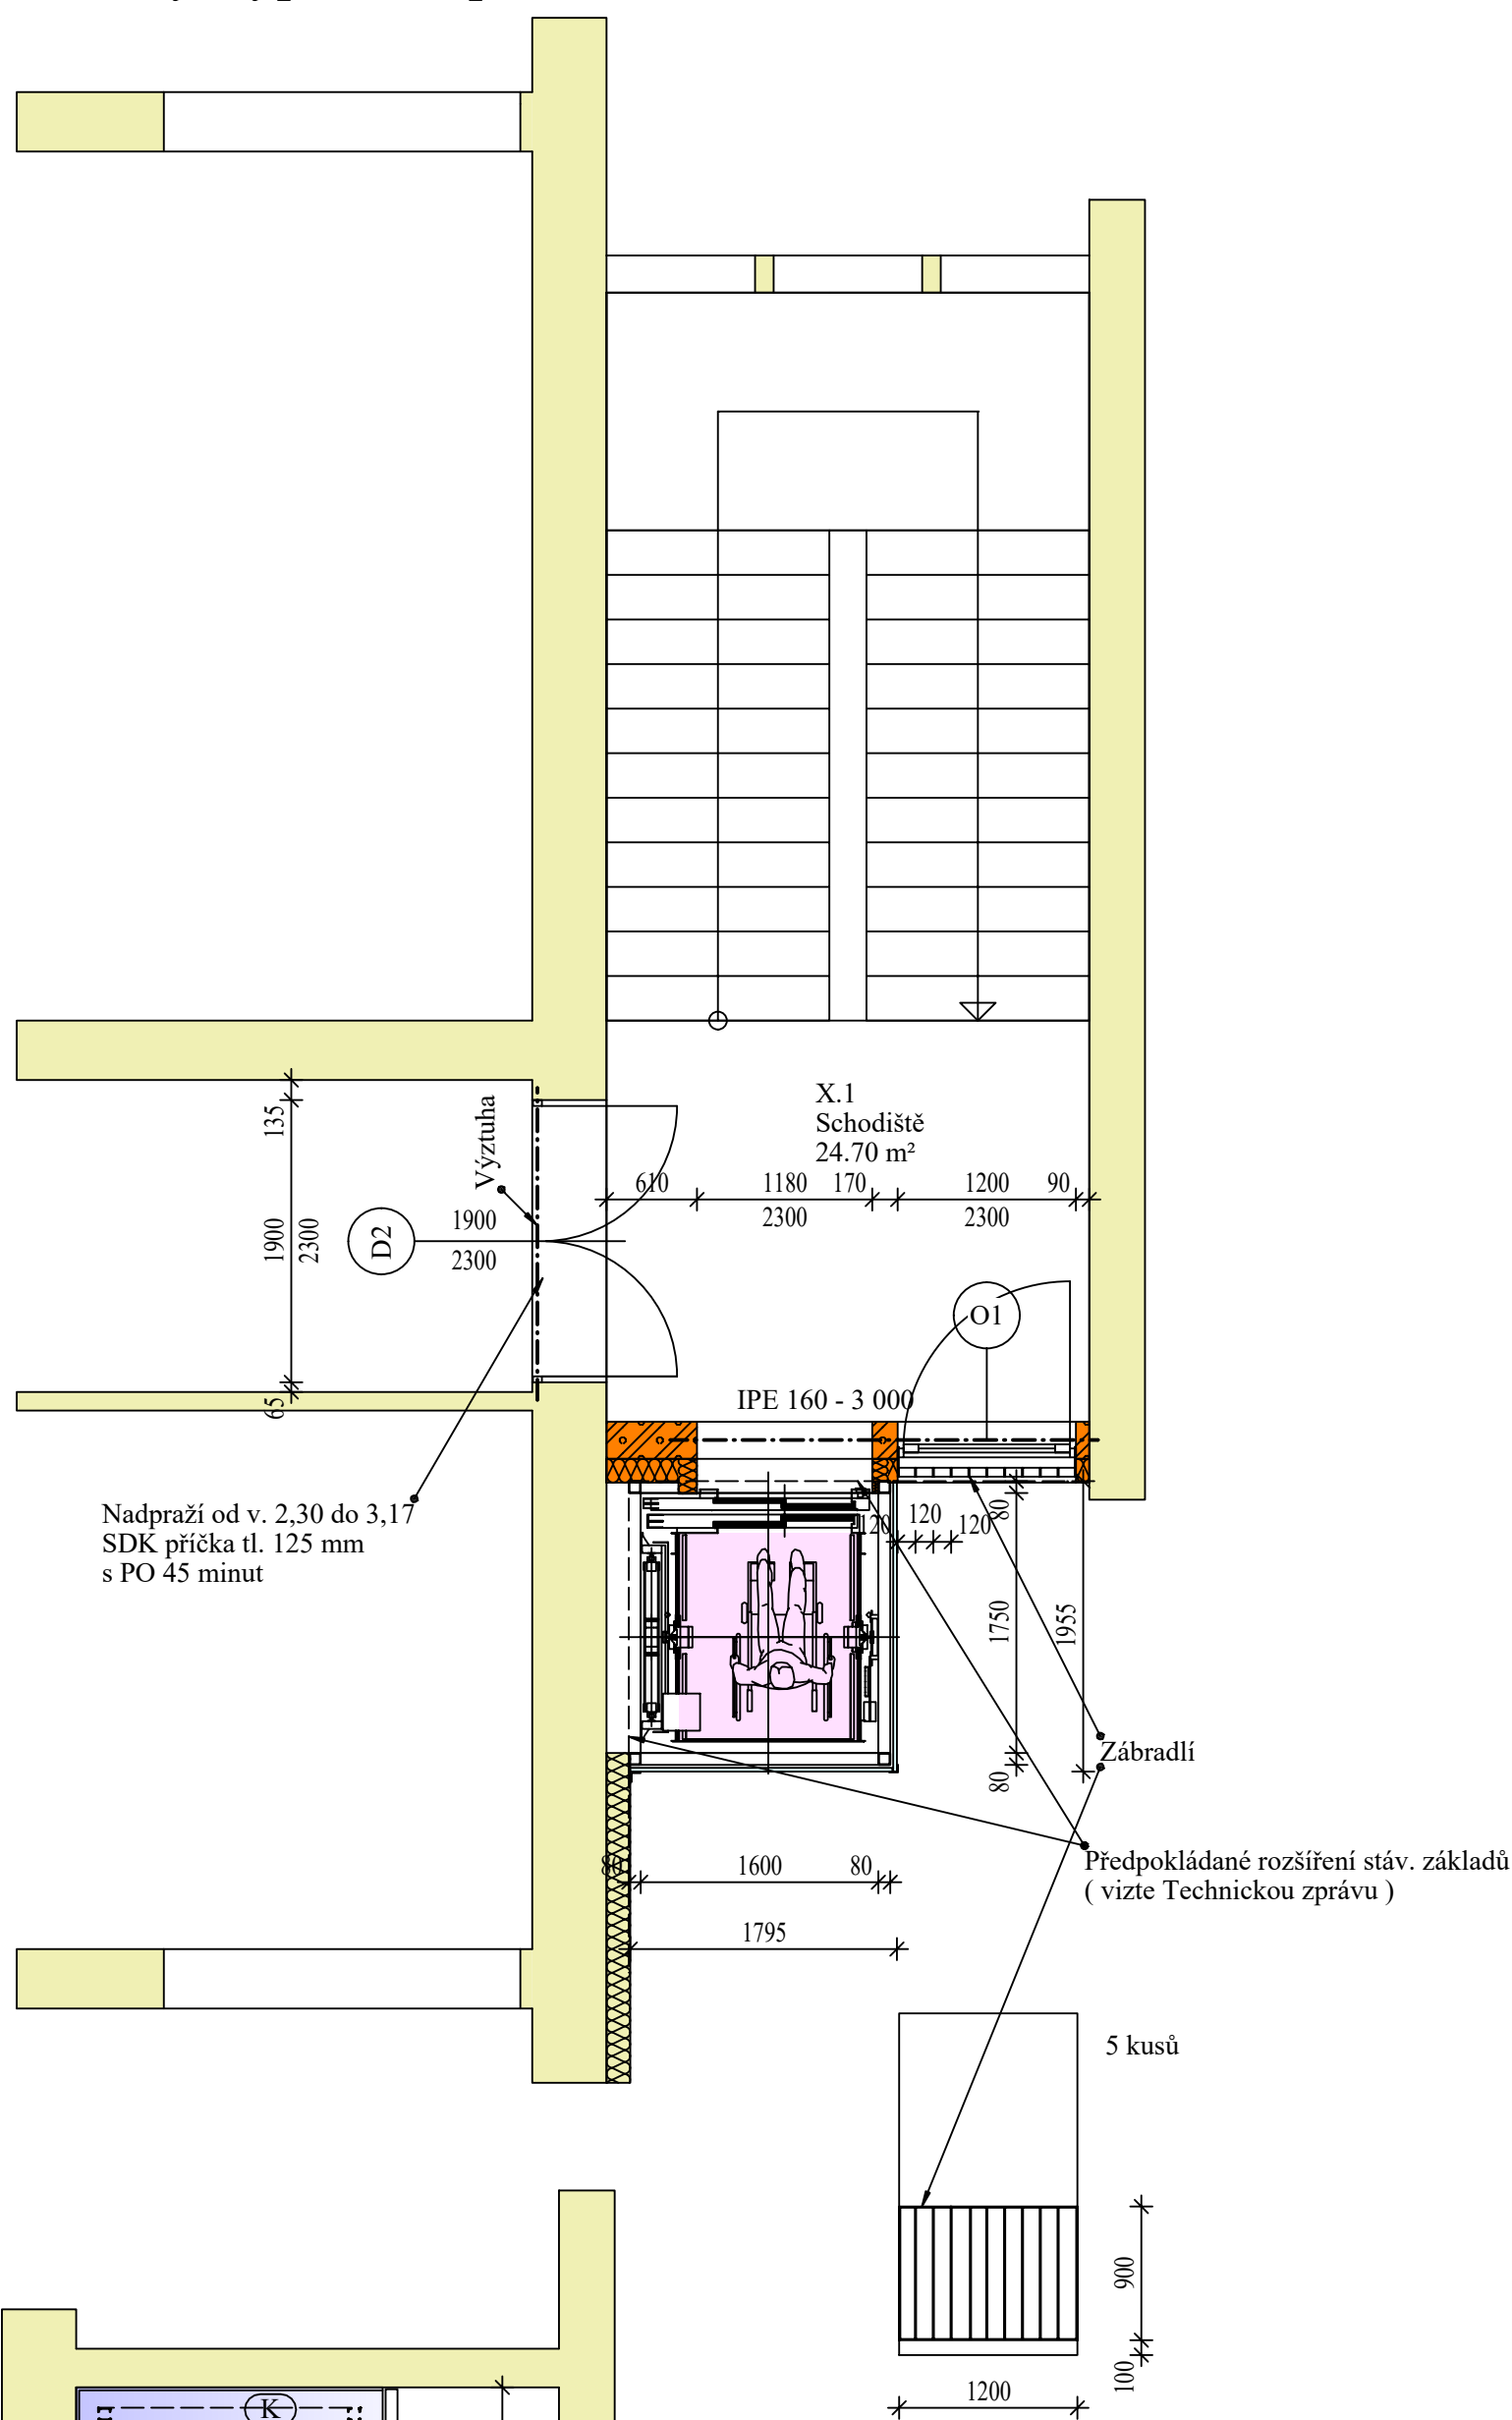 X.1
Schodiště
24.70 m²
610
1180
170
1200
90
2300
2300
135
1900
2300
65
Výztuha
D2
1900
2300
O1
IPE 160 - 3 000
Nadpraží od v. 2,30 do 3,17
SDK příčka tl. 125 mm
s PO 45 minut
120
120
120
80
1750
1955
80
Zábradlí
80
1600
80
Předpokládané rozšíření stáv. základů
( vizte Technickou zprávu )
1795
5 kusů
900
100
1200
K